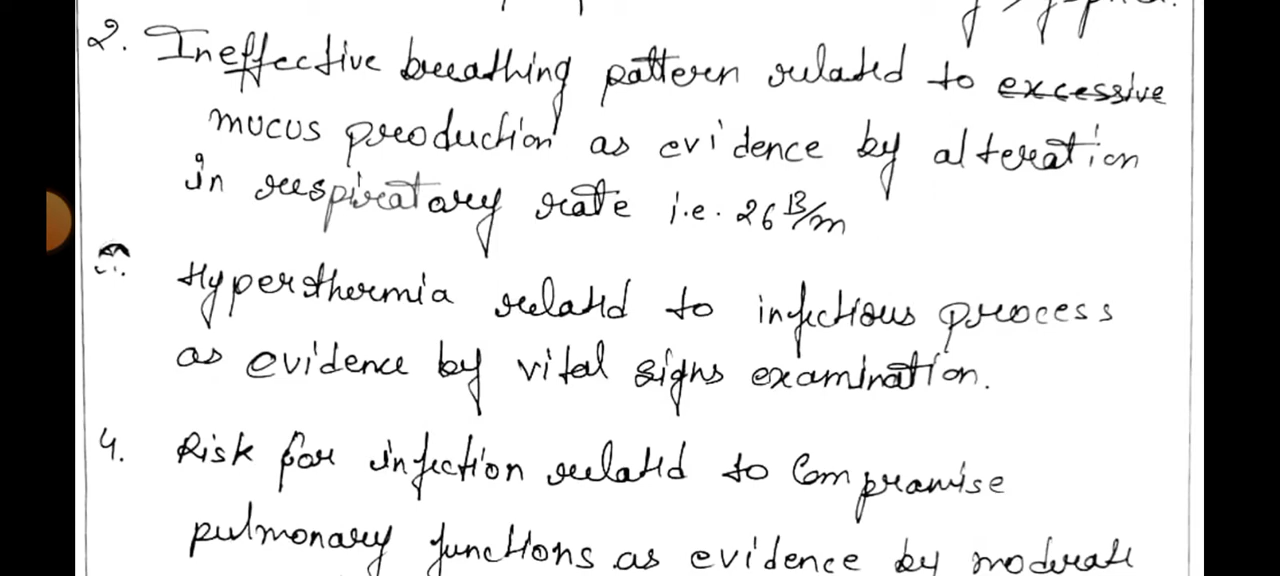 2. Ineffective breathing pattern related to excessive
mucus production as evidence by alteration
in respiratory rate i.e. 26 B/m
Hyperthermia related to infectious process
as evidence by vital signs examination.
4. Risk for infection related to Compromise
pulmonary functions as evidence by moderate